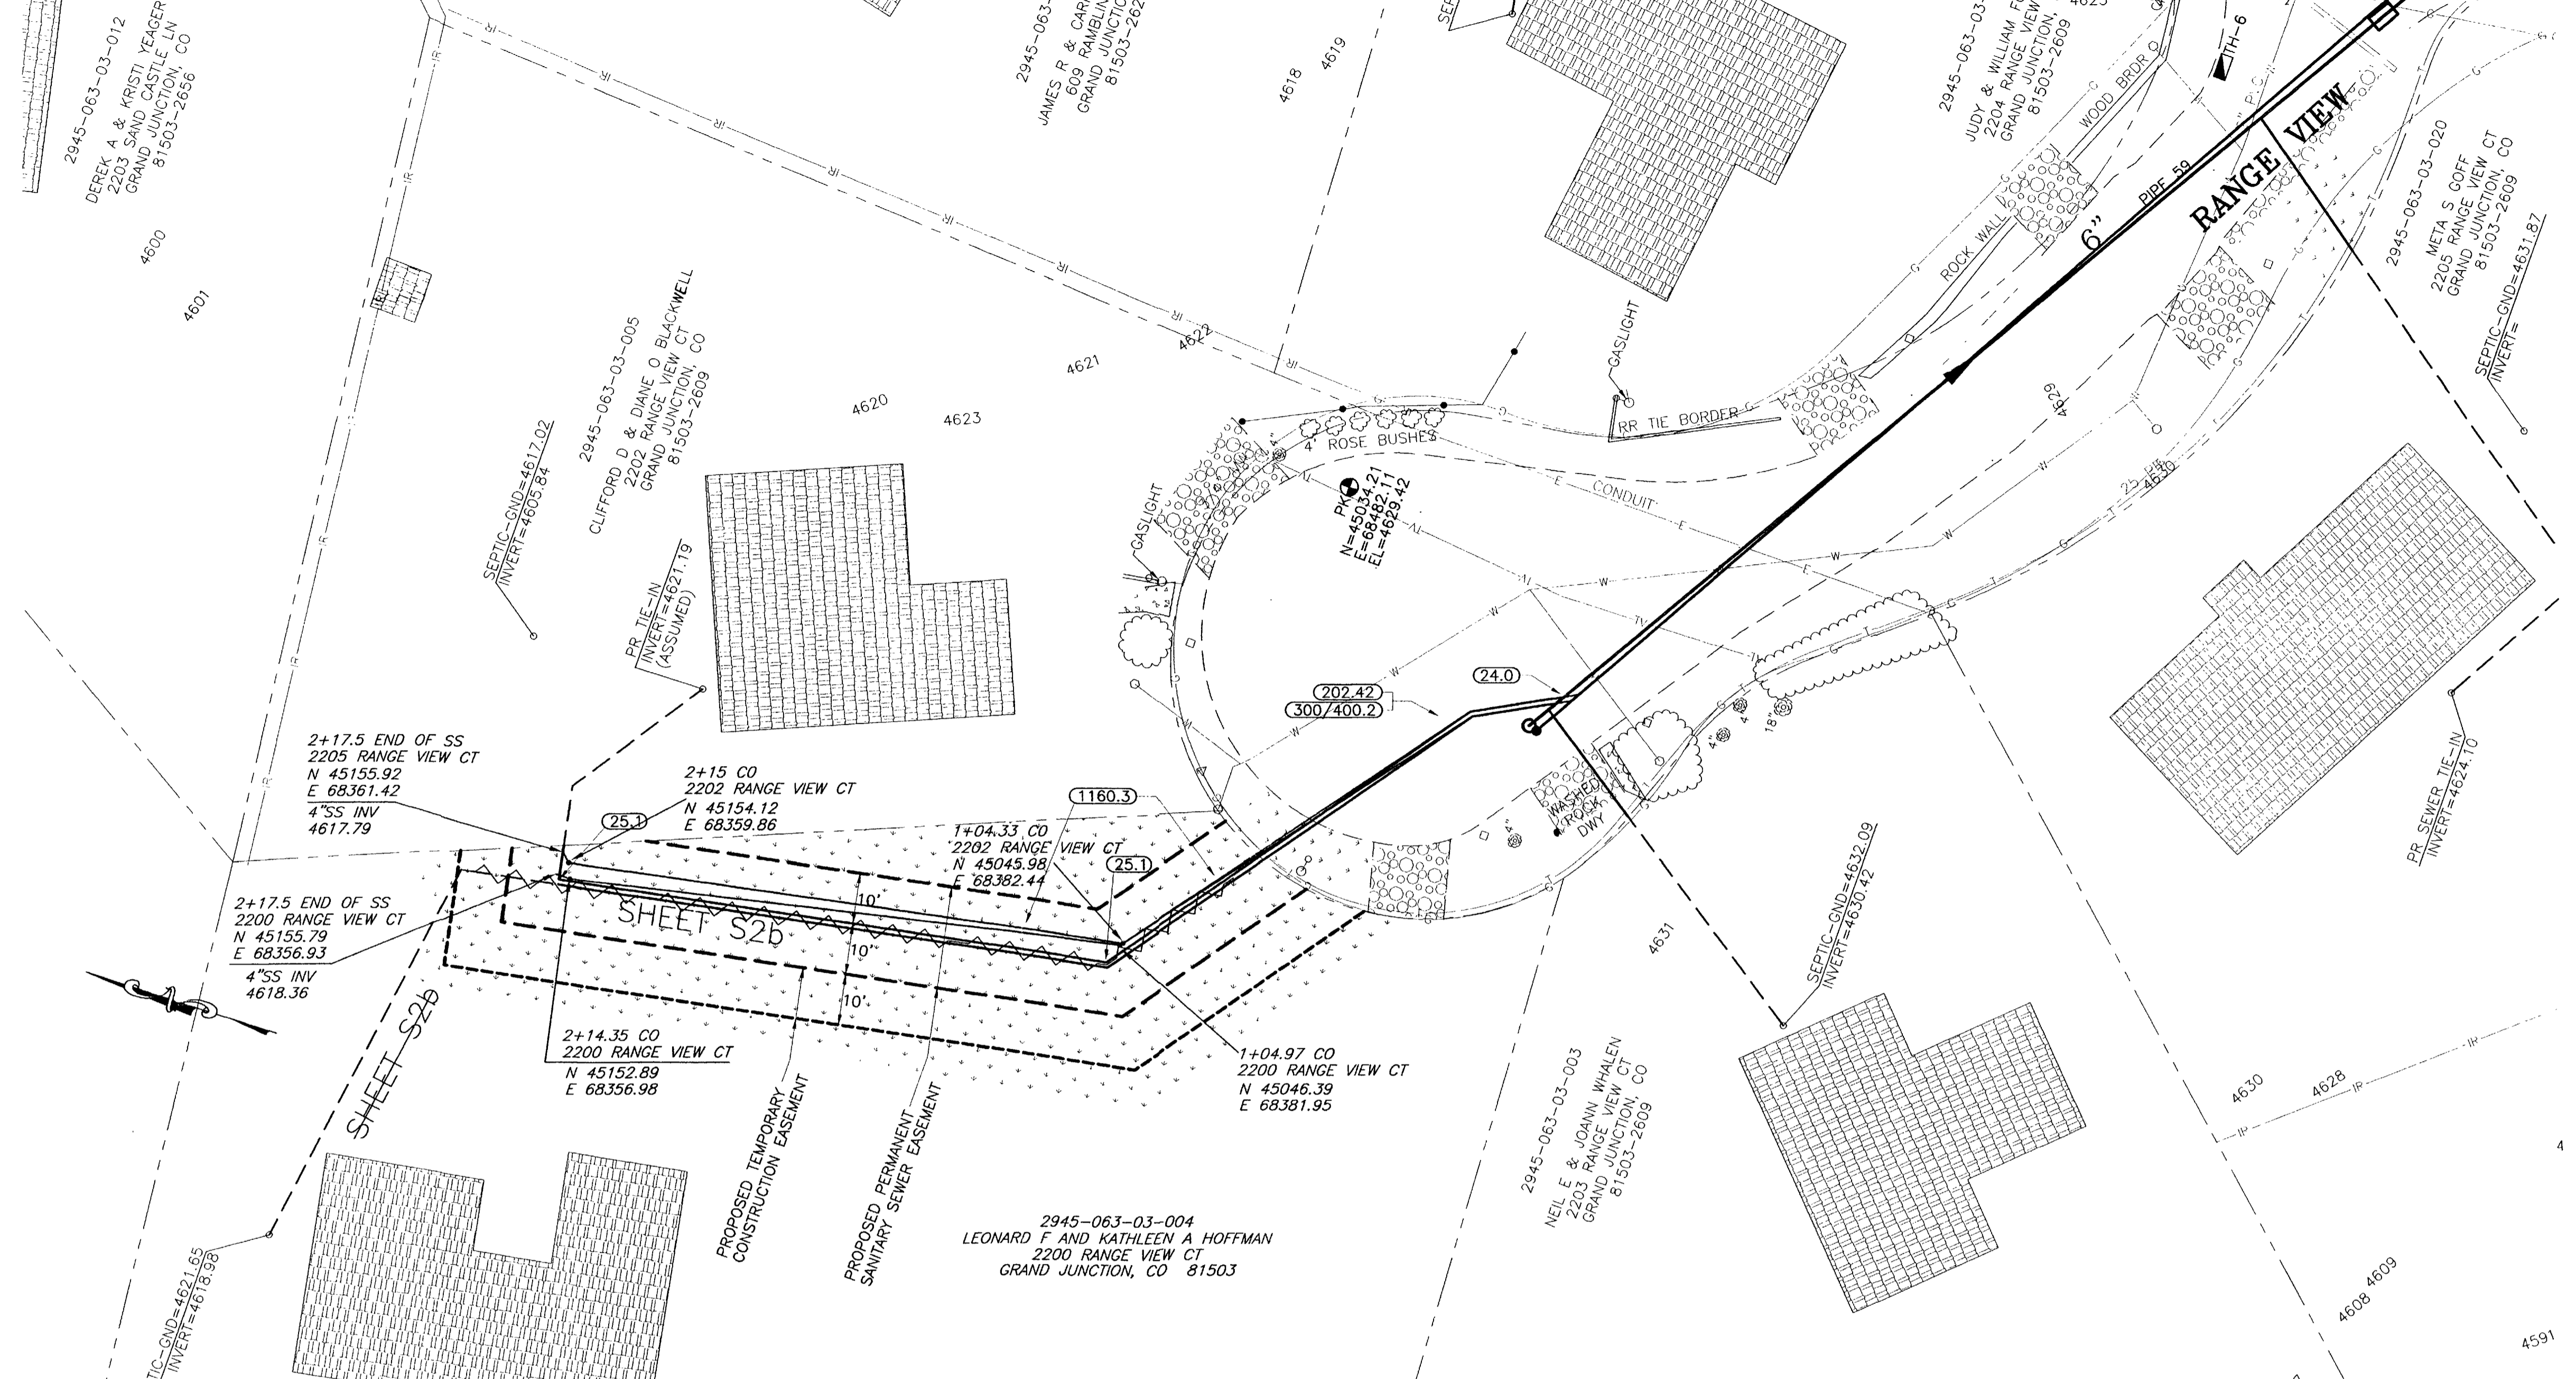 2945-063-03-012
DEREK A & KRISTI YEAGER
2203 SAND CASTLE LN
GRAND JUNCTION, CO
81503-2656
4600
4601
JAMES R & CAR
609 RAMBLIN
GRAND JUNCTIO
4618
4619
JUDY & WILLIAM F
2204 RANGE VIEW
GRAND JUNCTION,
81503-2609
WOOD BRDR
TH-6
RANGE VIEW
PIPE 59
6"
ROCK WALL
2945-063-03-020
META S GOFF
2205 RANGE VIEW CT
GRAND JUNCTION, CO
81503-2609
SEPTIC-GND=4631.87
INVERT=
2945-063-03-005
CLIFFORD D & DIANE O BLACKWELL
2202 RANGE VIEW CT
GRAND JUNCTION, CO
81503-2609
SEPTIC-GND=4617.02
INVERT=4605.84
PR TIE-IN
INVERT=4621.19
(ASSUMED)
4620
4623
4621
4622
GASLIGHT
RR TIE BORDER
4' ROSE BUSHES
GASLIGHT
PK
N=45034.21
E=68482.11
EL=4629.42
CONDUIT
4629
4630
24.0
202.42
300/400.2
4"
18"
4"
2+17.5 END OF SS
2205 RANGE VIEW CT
N 45155.92
E 68361.42
4"SS INV
4617.79
25.1
2+15 CO
2202 RANGE VIEW CT
N 45154.12
E 68359.86
1160.3
1+04.33 CO
2202 RANGE VIEW CT
N 45045.98
E 68382.44
25.1
WASHED
ROCK
DWY
4"
PR SEWER TIE-IN
INVERT=4624.10
2+17.5 END OF SS
2200 RANGE VIEW CT
N 45155.79
E 68356.93
4"SS INV
4618.36
SHEET S2b
10'
10'
10'
SHEET S2b
2+14.35 CO
2200 RANGE VIEW CT
N 45152.89
E 68356.98
1+04.97 CO
2200 RANGE VIEW CT
N 45046.39
E 68381.95
4631
SEPTIC-GND=4632.09
INVERT=4630.42
PROPOSED TEMPORARY
CONSTRUCTION EASEMENT
PROPOSED PERMANENT
SANITARY SEWER EASEMENT
2945-063-03-004
LEONARD F AND KATHLEEN A HOFFMAN
2200 RANGE VIEW CT
GRAND JUNCTION, CO 81503
2945-063-03-003
NEIL E & JOANN WHALEN
2203 RANGE VIEW CT
GRAND JUNCTION, CO
81503-2609
4630
4628
4609
4608
4591
TIC-GND=4621.65
INVERT=4618.98